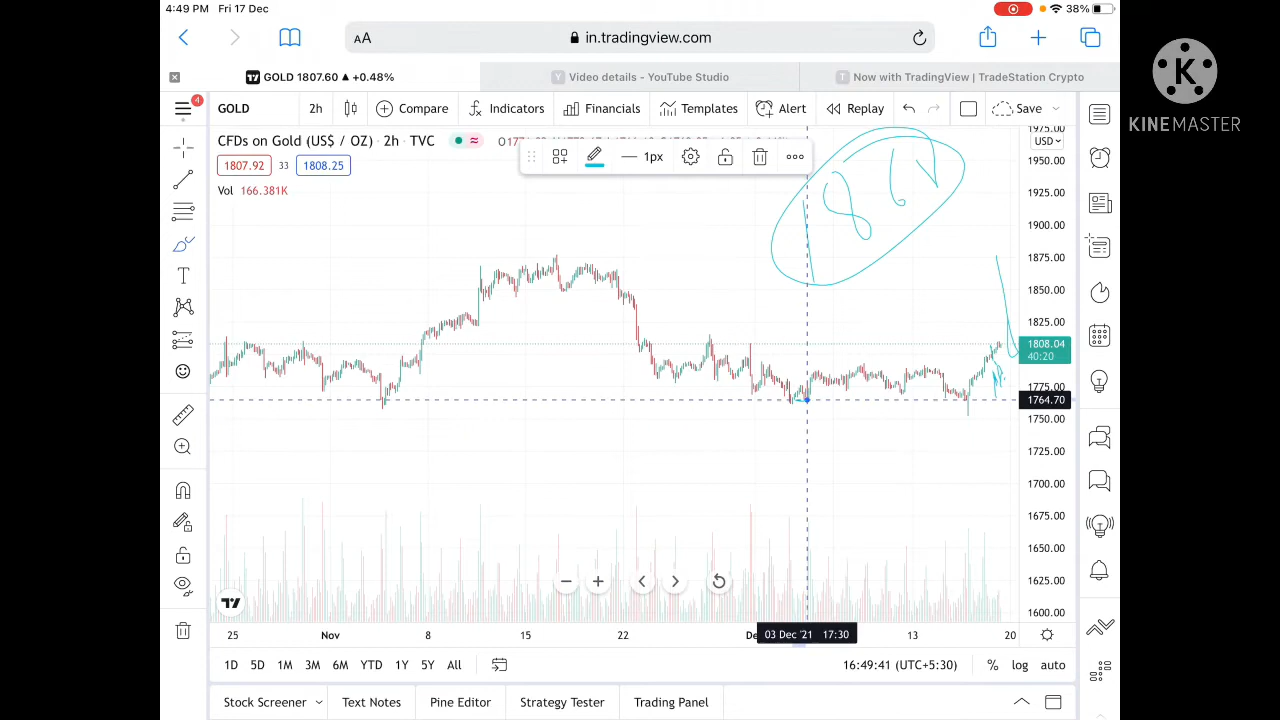 4:49 PM Fri 17 Dec
38%
AA
in.tradingview.com
GOLD 1807.60 ▲ +0.48%
Video details - YouTube Studio
Now with TradingView | TradeStation Crypto
K
KINEMASTER
4
GOLD
2h
Compare
Indicators
Financials
Templates
Alert
Replay
Save
CFDs on Gold (US$ / OZ) · 2h · TVC
1px
1807.92
33
1808.25
Vol 166.381K
1975.00
USD
1950.00
1925.00
1900.00
1875.00
1850.00
1825.00
1808.04
40:20
1775.00
1764.70
1750.00
1725.00
1700.00
1675.00
1650.00
1625.00
1600.00
25
Nov
8
15
22
De
03 Dec '21 17:30
13
20
1D
5D
1M
3M
6M
YTD
1Y
5Y
All
16:49:41 (UTC+5:30)
%
log
auto
Stock Screener
Text Notes
Pine Editor
Strategy Tester
Trading Panel